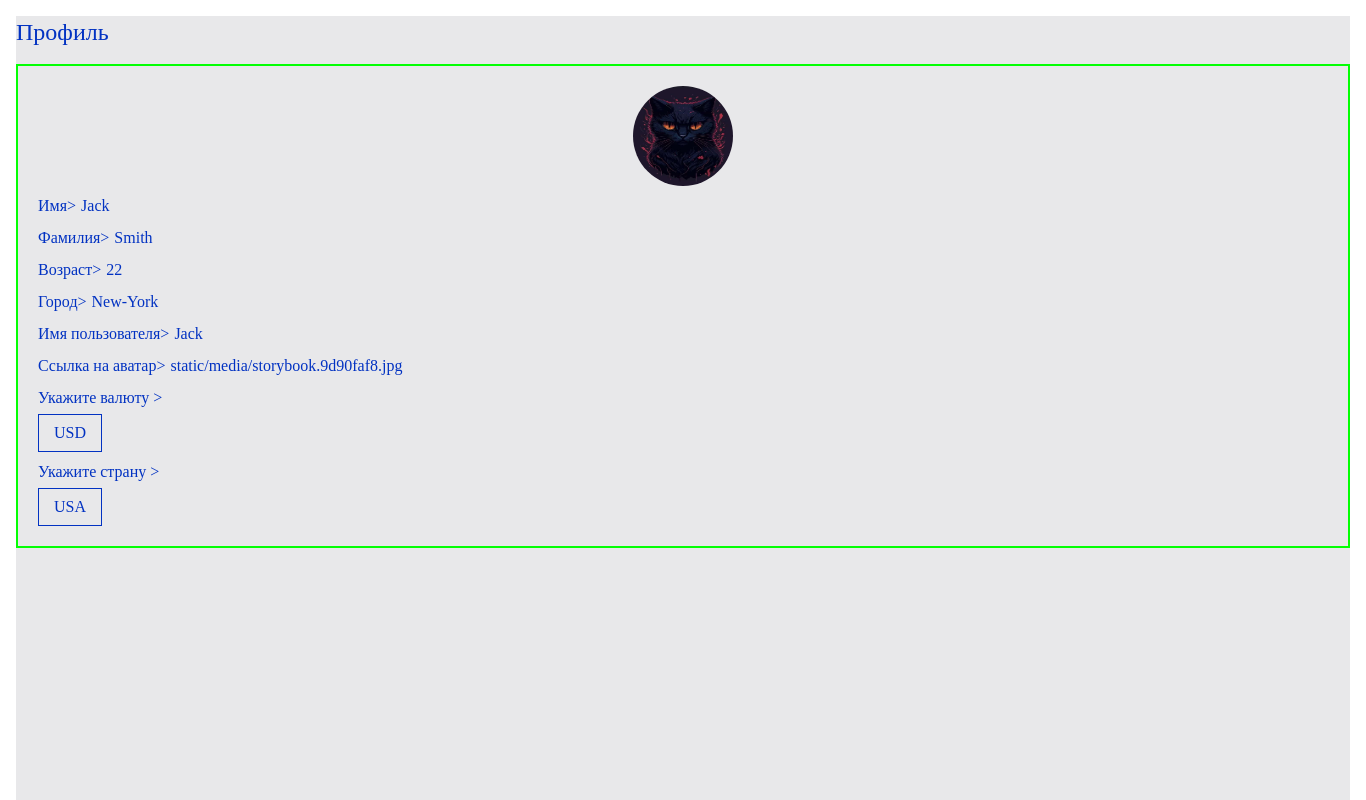 Профиль
Имя> Jack
Фамилия> Smith
Возраст> 22
Город> New-York
Имя пользователя> Jack
Ссылка на аватар> static/media/storybook.9d90faf8.jpg
Укажите валюту >
USD
Укажите страну >
USA